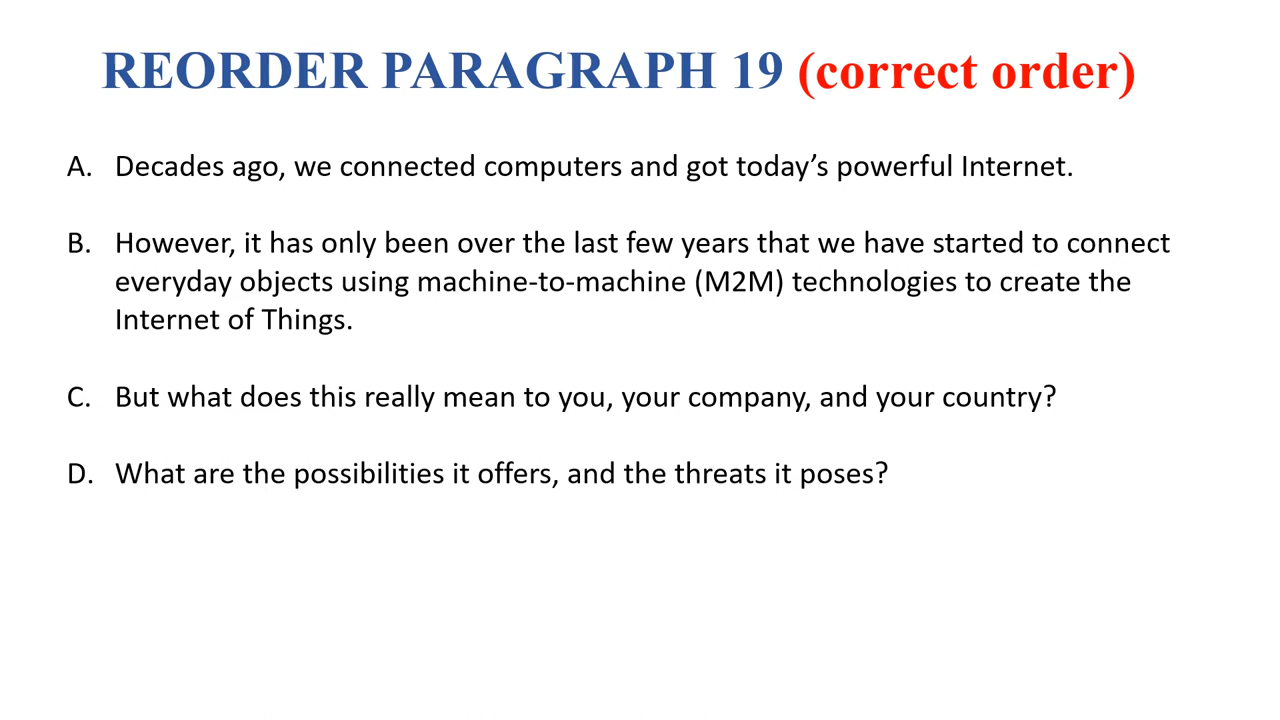 REORDER PARAGRAPH 19 (correct order)
A. Decades ago, we connected computers and got today’s powerful Internet.
B. However, it has only been over the last few years that we have started to connect
everyday objects using machine-to-machine (M2M) technologies to create the
Internet of Things.
C. But what does this really mean to you, your company, and your country?
D. What are the possibilities it offers, and the threats it poses?